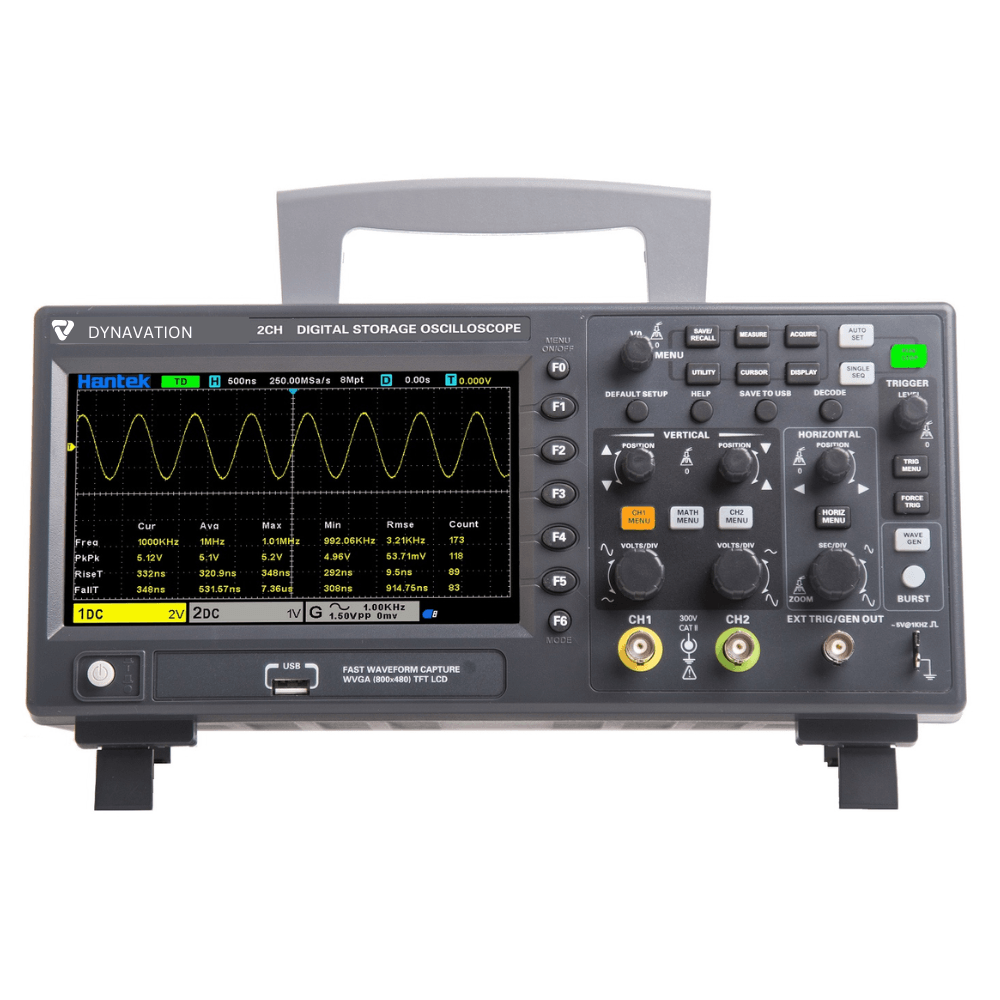 DYNAVATION
2CH DIGITAL STORAGE OSCILLOSCOPE
MENU
ON/OFF
F0
F1
F2
F3
F4
F5
F6
MODE
Hantek TD H 500ns 250.00MSa/s 8Mpt D 0.00s T 0.000V
Cur Avg Max Min Rmse Count
Freq 1000KHz 1MHz 1.01MHz 992.06KHz 3.21KHz 173
PkPk 5.12V 5.1V 5.2V 4.96V 53.71mV 118
RiseT 332ns 320.9ns 348ns 292ns 9.5ns 89
FallT 348ns 531.57ns 7.36us 308ns 914.75ns 83
1DC 2V 2DC 1V G 1.00KHz
1.50Vpp 0mv
USB
FAST WAVEFORM CAPTURE
WVGA (800x480) TFT LCD
V0
0
MENU
SAVE/
RECALL
MEASURE
ACQUIRE
AUTO
SET
UTILITY
CURSOR
DISPLAY
SINGLE
SEQ
DEFAULT SETUP
HELP
SAVE TO USB
DECODE
TRIGGER
LEVEL
0
TRIG
MENU
FORCE
TRIG
WAVE
GEN
BURST
VERTICAL
POSITION
0
POSITION
CH1
MENU
MATH
MENU
CH2
MENU
VOLTS/DIV
VOLTS/DIV
HORIZONTAL
POSITION
0
HORIZ
MENU
SEC/DIV
ZOOM
CH1
300V
CAT II
CH2
EXT TRIG/GEN OUT
~5V@1KHZ